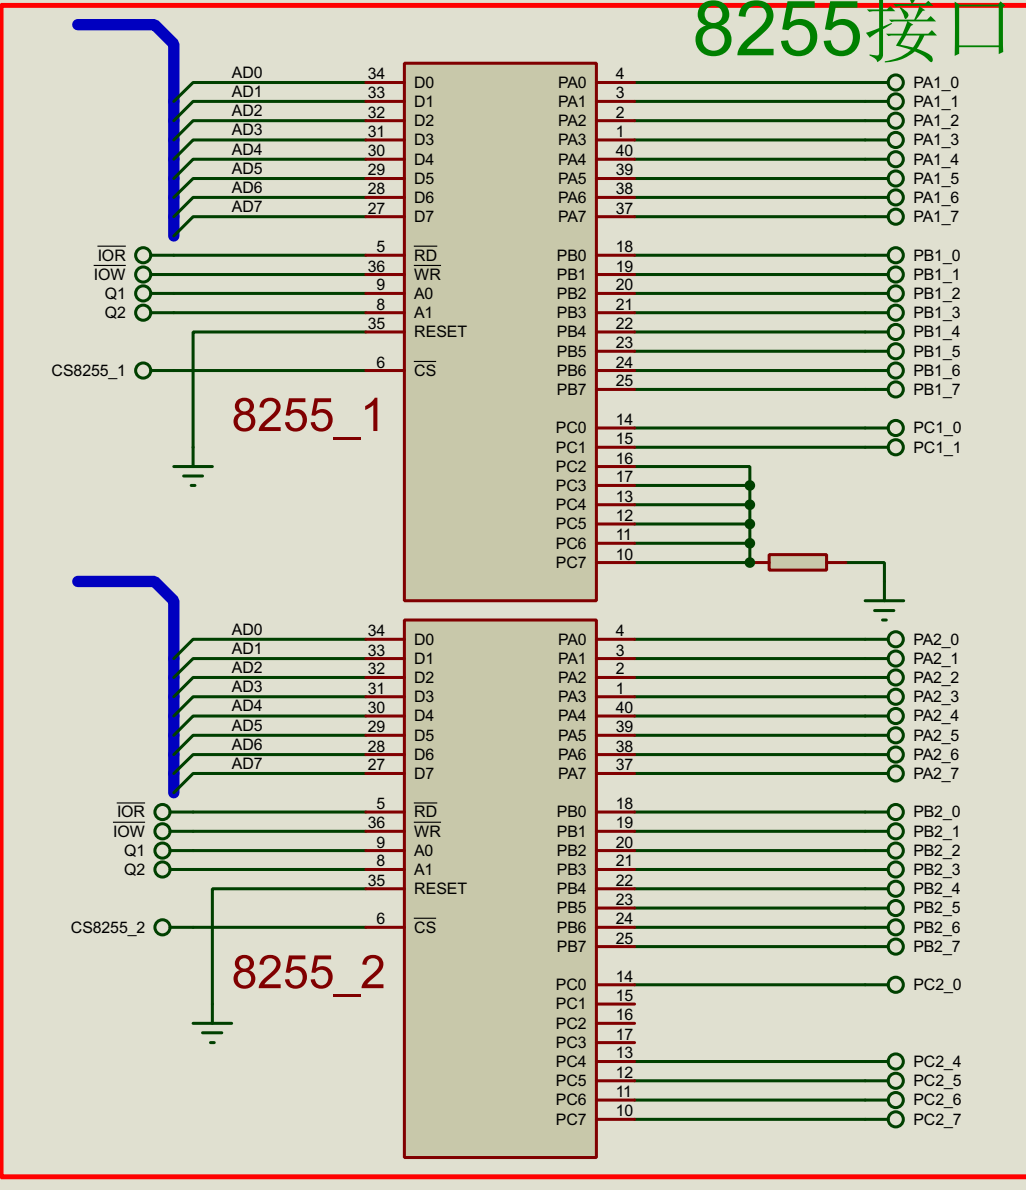 8255接口
AD0 34 D0 PA0 4 PA1_0
AD1 33 D1 PA1 3 PA1_1
AD2 32 D2 PA2 2 PA1_2
AD3 31 D3 PA3 1 PA1_3
AD4 30 D4 PA4 40 PA1_4
AD5 29 D5 PA5 39 PA1_5
AD6 28 D6 PA6 38 PA1_6
AD7 27 D7 PA7 37 PA1_7
IOR 5 RD PB0 18 PB1_0
IOW 36 WR PB1 19 PB1_1
Q1 9 A0 PB2 20 PB1_2
Q2 8 A1 PB3 21 PB1_3
35 RESET PB4 22 PB1_4
PB5 23 PB1_5
CS8255_1 6 CS PB6 24 PB1_6
PB7 25 PB1_7
8255_1
PC0 14 PC1_0
PC1 15 PC1_1
PC2 16
PC3 17
PC4 13
PC5 12
PC6 11
PC7 10
AD0 34 D0 PA0 4 PA2_0
AD1 33 D1 PA1 3 PA2_1
AD2 32 D2 PA2 2 PA2_2
AD3 31 D3 PA3 1 PA2_3
AD4 30 D4 PA4 40 PA2_4
AD5 29 D5 PA5 39 PA2_5
AD6 28 D6 PA6 38 PA2_6
AD7 27 D7 PA7 37 PA2_7
IOR 5 RD PB0 18 PB2_0
IOW 36 WR PB1 19 PB2_1
Q1 9 A0 PB2 20 PB2_2
Q2 8 A1 PB3 21 PB2_3
35 RESET PB4 22 PB2_4
PB5 23 PB2_5
CS8255_2 6 CS PB6 24 PB2_6
PB7 25 PB2_7
8255_2
PC0 14 PC2_0
PC1 15
PC2 16
PC3 17
PC4 13 PC2_4
PC5 12 PC2_5
PC6 11 PC2_6
PC7 10 PC2_7